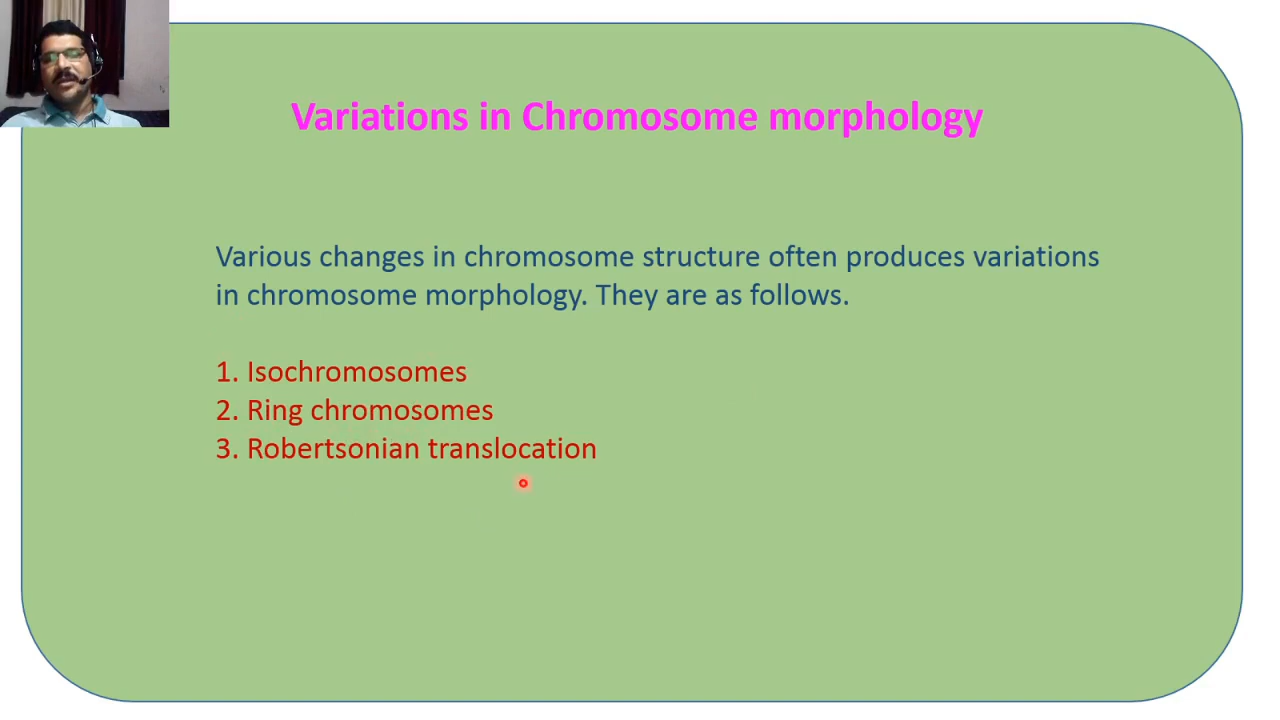 Variations in Chromosome morphology
Various changes in chromosome structure often produces variations
in chromosome morphology. They are as follows.
1. Isochromosomes
2. Ring chromosomes
3. Robertsonian translocation